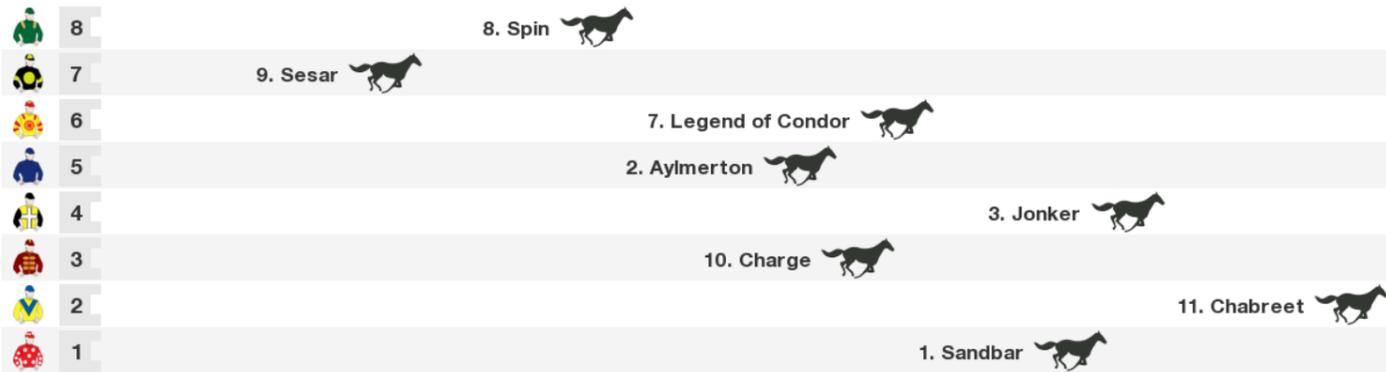 8 8. Spin
7 9. Sesar
6 7. Legend of Condor
5 2. Aylmerton
4 3. Jonker
3 10. Charge
2 11. Chabreet
1 1. Sandbar